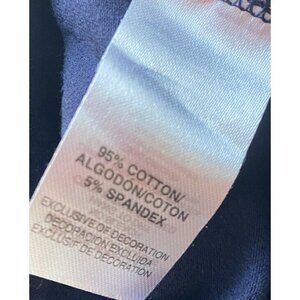 95% COTTON/
ALGODON/COTON
5% SPANDEX
EXCLUSIVE OF DECORATION
DECORACION EXCLUIDA
EXCLUSIF DE DECORATION